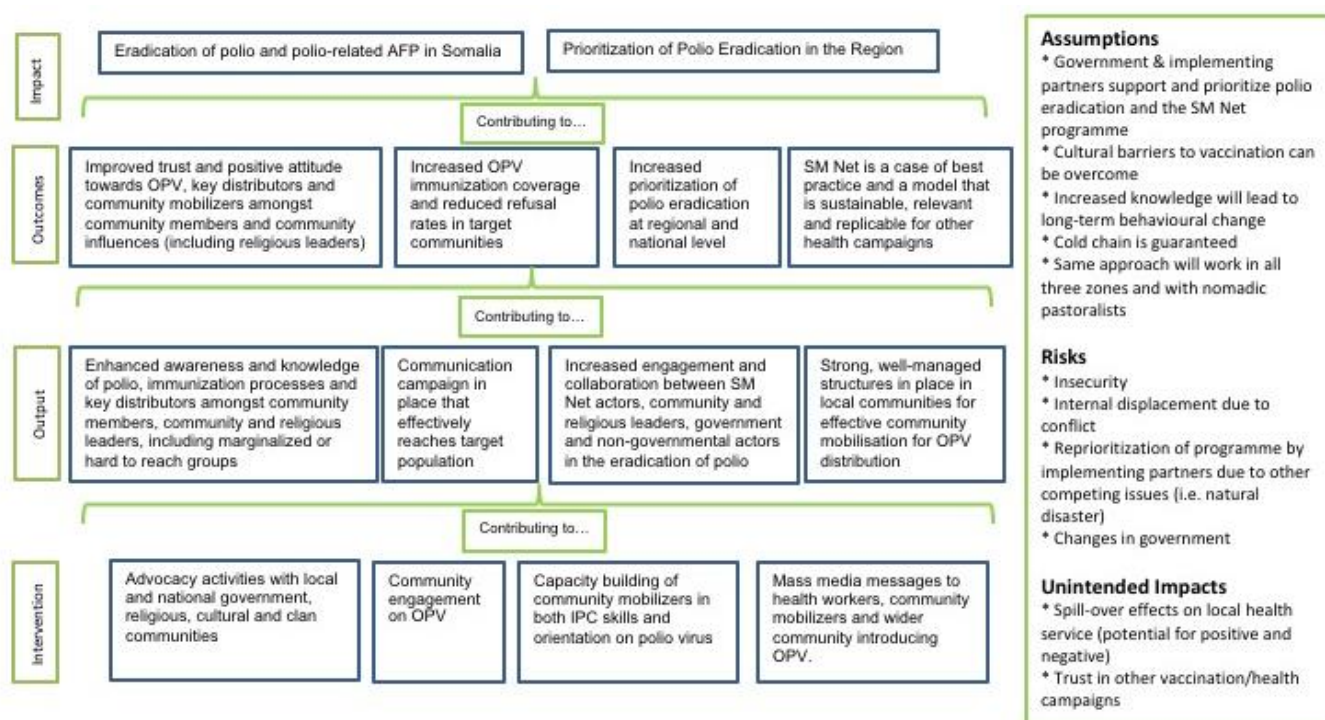 Impact
Eradication of polio and polio-related AFP in Somalia
Prioritization of Polio Eradication in the Region
Contributing to...
Outcomes
Improved trust and positive attitude
towards OPV, key distributors and
community mobilizers amongst
community members and community
influences (including religious leaders)
Increased OPV
immunization coverage
and reduced refusal
rates in target
communities
Increased
prioritization of
polio eradication
at regional and
national level
SM Net is a case of best
practice and a model that
is sustainable, relevant
and replicable for other
health campaigns
Contributing to...
Output
Enhanced awareness and knowledge
of polio, immunization processes and
key distributors amongst community
members, community and religious
leaders, including marginalized or
hard to reach groups
Communication
campaign in
place that
effectively
reaches target
population
Increased engagement and
collaboration between SM
Net actors, community and
religious leaders, government
and non-governmental actors
in the eradication of polio
Strong, well-managed
structures in place in
local communities for
effective community
mobilisation for OPV
distribution
Contributing to...
Intervention
Advocacy activities with local
and national government,
religious, cultural and clan
communities
Community
engagement
on OPV
Capacity building of
community mobilizers in
both IPC skills and
orientation on polio virus
Mass media messages to
health workers, community
mobilizers and wider
community introducing
OPV.
Assumptions
* Government & implementing
partners support and prioritize polio
eradication and the SM Net
programme
* Cultural barriers to vaccination can
be overcome
* Increased knowledge will lead to
long-term behavioural change
* Cold chain is guaranteed
* Same approach will work in all
three zones and with nomadic
pastoralists
Risks
* Insecurity
* Internal displacement due to
conflict
* Reprioritization of programme by
implementing partners due to other
competing issues (i.e. natural
disaster)
* Changes in government
Unintended Impacts
* Spill-over effects on local health
service (potential for positive and
negative)
* Trust in other vaccination/health
campaigns